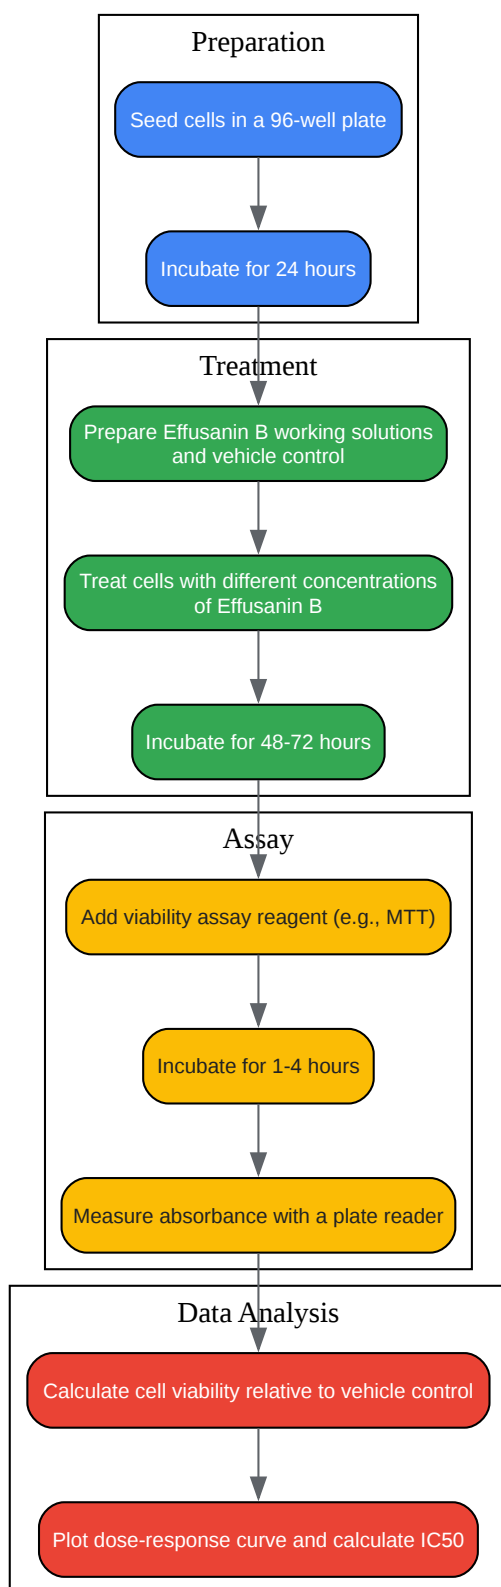 Preparation
Seed cells in a 96-well plate
Incubate for 24 hours
Treatment
Prepare Effusanin B working solutions
and vehicle control
Treat cells with different concentrations
of Effusanin B
Incubate for 48-72 hours
Assay
Add viability assay reagent (e.g., MTT)
Incubate for 1-4 hours
Measure absorbance with a plate reader
Data Analysis
Calculate cell viability relative to vehicle control
Plot dose-response curve and calculate IC50